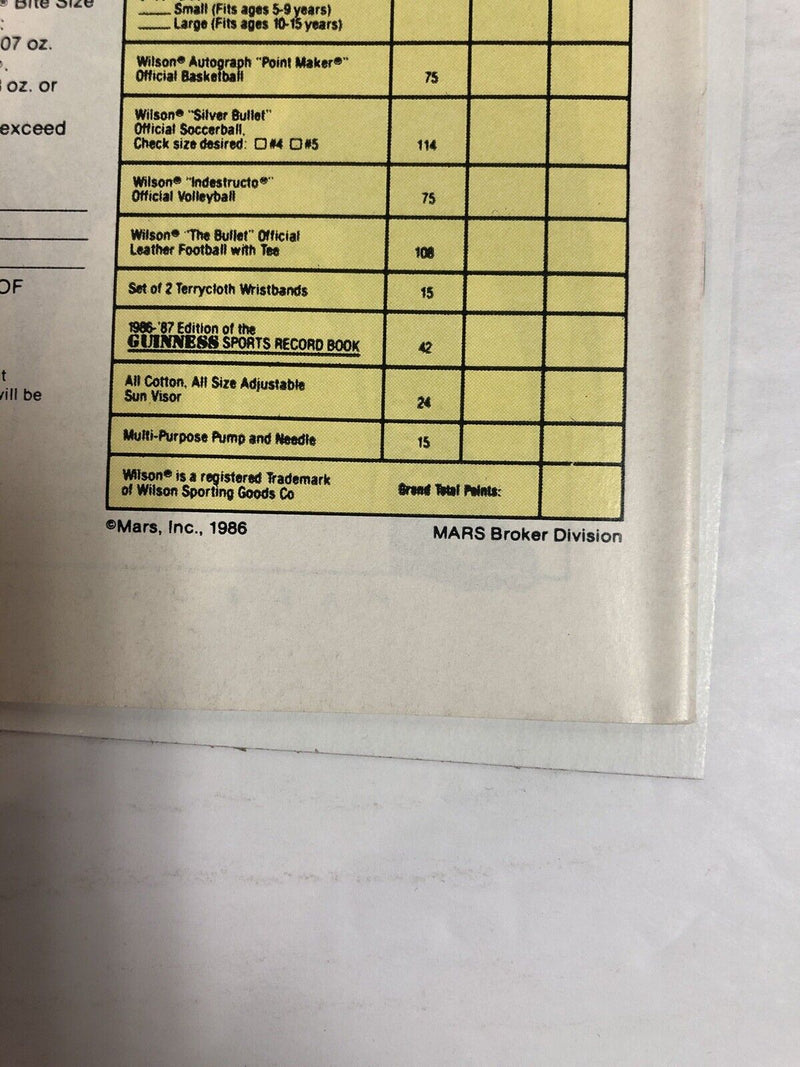 ® Bite Size
07 oz.
oz. or
exceed
OF
t
will be
Small (Fits ages 5-9 years)
Large (Fits ages 10-15 years)
Wilson® Autograph "Point Maker®"
Official Basketball 75
Wilson® "Silver Bullet"
Official Soccerball.
Check size desired: ☐ #4 ☐ #5 114
Wilson® "Indestructo®"
Official Volleyball 75
Wilson® "The Bullet" Official
Leather Football with Tee 108
Set of 2 Terrycloth Wristbands 15
1986-'87 Edition of the
GUINNESS SPORTS RECORD BOOK 42
All Cotton, All Size Adjustable
Sun Visor 24
Multi-Purpose Pump and Needle 15
Wilson® is a registered Trademark
of Wilson Sporting Goods Co Grand Total Points:
©Mars, Inc., 1986 MARS Broker Division